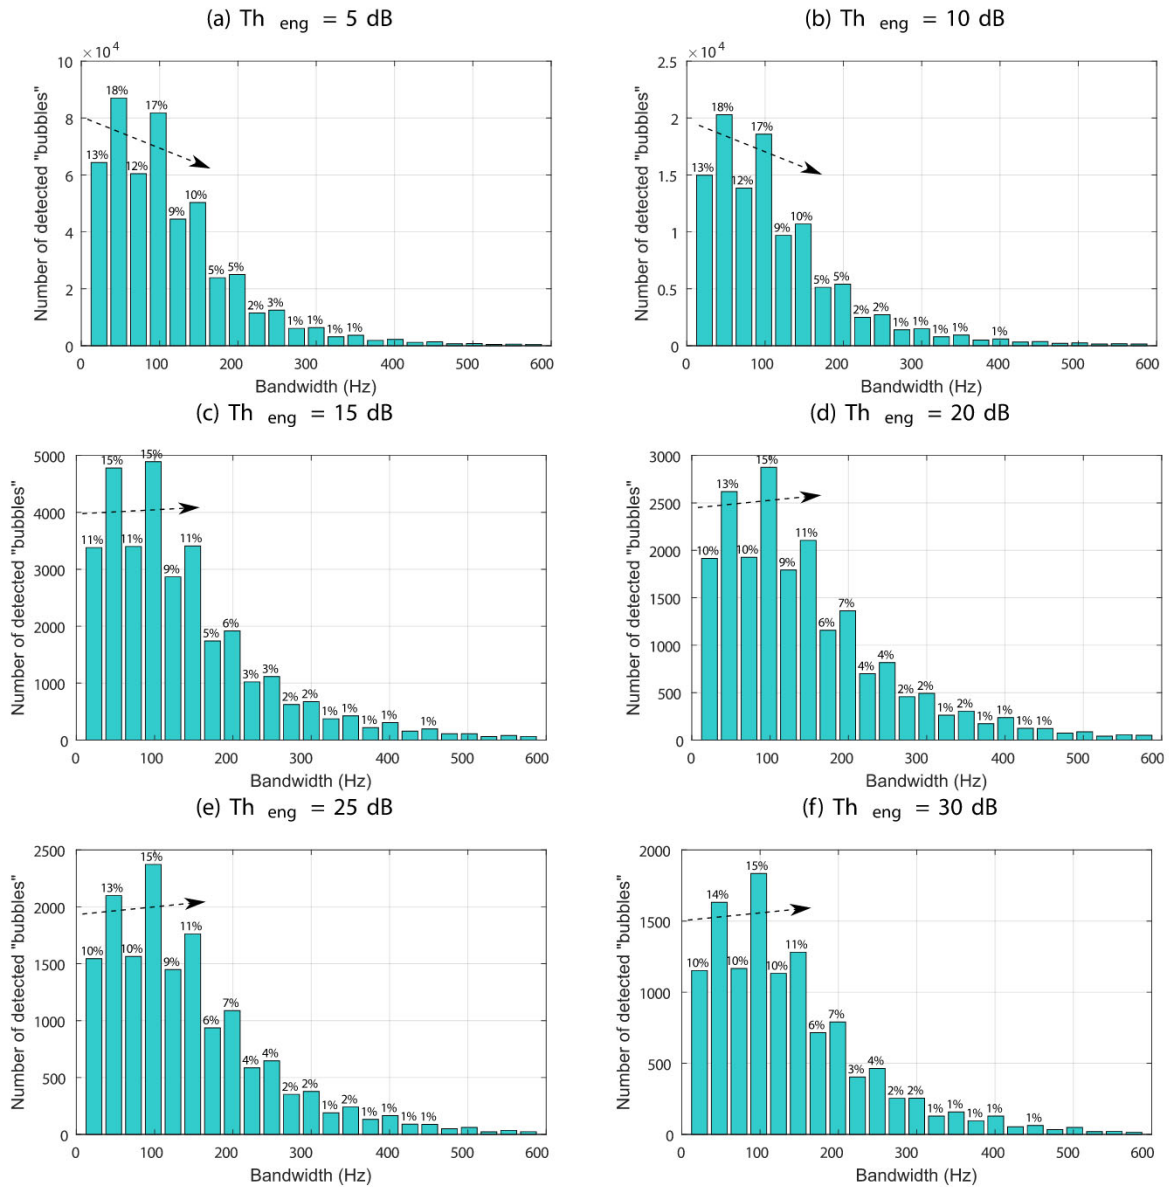 (a) Th eng = 5 dB
×10⁴
Number of detected "bubbles"
10
8
6
4
2
0
13% 18% 12% 17% 9% 10% 5% 5% 2% 3% 1% 1% 1% 1%
0 100 200 300 400 500 600
Bandwidth (Hz)
(b) Th eng = 10 dB
×10⁴
Number of detected "bubbles"
2.5
2
1.5
1
0.5
0
13% 18% 12% 17% 9% 10% 5% 5% 2% 2% 1% 1% 1% 1% 1%
0 100 200 300 400 500 600
Bandwidth (Hz)
(c) Th eng = 15 dB
Number of detected "bubbles"
5000
4000
3000
2000
1000
0
11% 15% 11% 15% 9% 11% 5% 6% 3% 3% 2% 2% 1% 1% 1% 1% 1%
0 100 200 300 400 500 600
Bandwidth (Hz)
(d) Th eng = 20 dB
Number of detected "bubbles"
3000
2500
2000
1500
1000
500
0
10% 13% 10% 15% 9% 11% 6% 7% 4% 4% 2% 2% 1% 2% 1% 1% 1% 1%
0 100 200 300 400 500 600
Bandwidth (Hz)
(e) Th eng = 25 dB
Number of detected "bubbles"
2500
2000
1500
1000
500
0
10% 13% 10% 15% 9% 11% 6% 7% 4% 4% 2% 2% 1% 2% 1% 1% 1% 1%
0 100 200 300 400 500 600
Bandwidth (Hz)
(f) Th eng = 30 dB
Number of detected "bubbles"
2000
1500
1000
500
0
10% 14% 10% 15% 10% 11% 6% 7% 3% 4% 2% 2% 1% 1% 1% 1% 1%
0 100 200 300 400 500 600
Bandwidth (Hz)